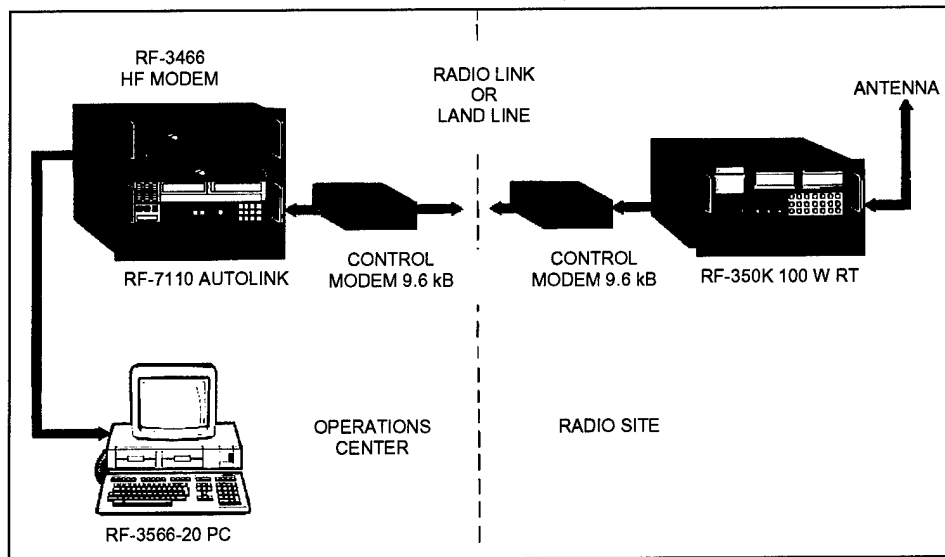 RF-3466
HF MODEM
RADIO LINK
OR
LAND LINE
ANTENNA
RF-7110 AUTOLINK
CONTROL
MODEM 9.6 kB
CONTROL
MODEM 9.6 kB
RF-350K 100 W RT
OPERATIONS
CENTER
RADIO SITE
RF-3566-20 PC